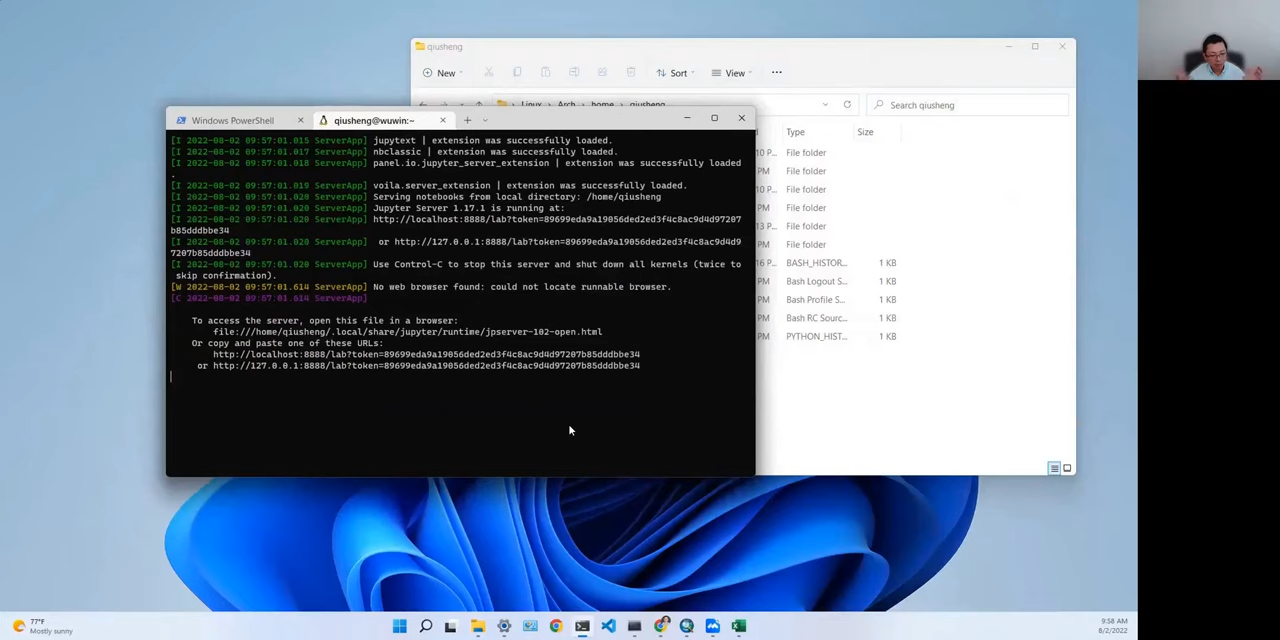 qiusheng
New
Sort
View
Linux
Arch
home
qiusheng
Search qiusheng
Windows PowerShell
qiusheng@wuwin:~
[I 2022-08-02 09:57:01.015 ServerApp] jupytext | extension was successfully loaded.
[I 2022-08-02 09:57:01.017 ServerApp] nbclassic | extension was successfully loaded.
[I 2022-08-02 09:57:01.018 ServerApp] panel.io.jupyter_server_extension | extension was successfully loaded
.
[I 2022-08-02 09:57:01.019 ServerApp] voila.server_extension | extension was successfully loaded.
[I 2022-08-02 09:57:01.020 ServerApp] Serving notebooks from local directory: /home/qiusheng
[I 2022-08-02 09:57:01.020 ServerApp] Jupyter Server 1.17.1 is running at:
[I 2022-08-02 09:57:01.020 ServerApp] http://localhost:8888/lab?token=89699eda9a19056ded2ed3f4c8ac9d4d97207
b85dddbbe34
[I 2022-08-02 09:57:01.020 ServerApp]  or http://127.0.0.1:8888/lab?token=89699eda9a19056ded2ed3f4c8ac9d4d9
7207b85dddbbe34
[I 2022-08-02 09:57:01.020 ServerApp] Use Control-C to stop this server and shut down all kernels (twice to
skip confirmation).
[W 2022-08-02 09:57:01.614 ServerApp] No web browser found: could not locate runnable browser.
[C 2022-08-02 09:57:01.614 ServerApp]
To access the server, open this file in a browser:
file:///home/qiusheng/.local/share/jupyter/runtime/jpserver-102-open.html
Or copy and paste one of these URLs:
http://localhost:8888/lab?token=89699eda9a19056ded2ed3f4c8ac9d4d97207b85dddbbe34
or http://127.0.0.1:8888/lab?token=89699eda9a19056ded2ed3f4c8ac9d4d97207b85dddbbe34
Type
Size
10 P... File folder
PM File folder
10 P... File folder
PM File folder
13 P... File folder
PM File folder
16 P... BASH_HISTOR... 1 KB
PM Bash Logout S... 1 KB
PM Bash Profile S... 1 KB
PM Bash RC Sourc... 1 KB
PM PYTHON_HIST... 1 KB
77°F
Mostly sunny
9:58 AM
8/2/2022